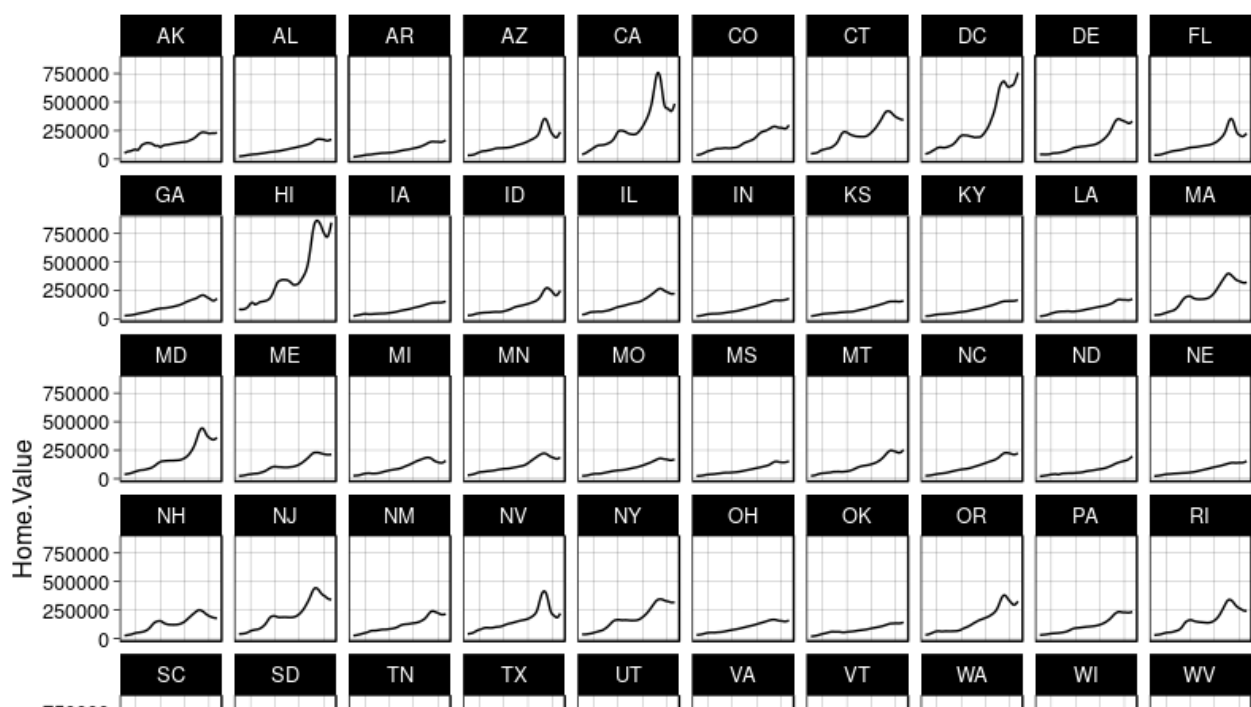 AK AL AR AZ CA CO CT DC DE FL
750000
500000
250000
0
GA HI IA ID IL IN KS KY LA MA
750000
500000
250000
0
MD ME MI MN MO MS MT NC ND NE
750000
500000
250000
0
Home.Value
NH NJ NM NV NY OH OK OR PA RI
750000
500000
250000
0
SC SD TN TX UT VA VT WA WI WV